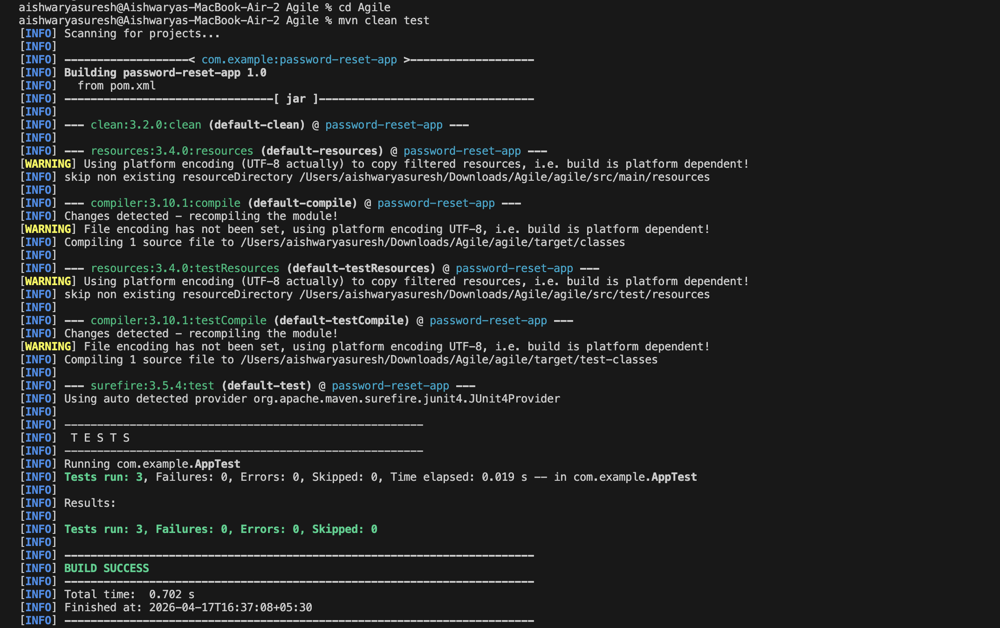 aishwaryasuresh@Aishwaryas-MacBook-Air-2 Agile % cd Agile
aishwaryasuresh@Aishwaryas-MacBook-Air-2 Agile % mvn clean test
[INFO] Scanning for projects...
[INFO]
[INFO] -------------------< com.example:password-reset-app >-------------------
[INFO] Building password-reset-app 1.0
[INFO]   from pom.xml
[INFO] --------------------------------[ jar ]---------------------------------
[INFO]
[INFO] --- clean:3.2.0:clean (default-clean) @ password-reset-app ---
[INFO]
[INFO] --- resources:3.4.0:resources (default-resources) @ password-reset-app ---
[WARNING] Using platform encoding (UTF-8 actually) to copy filtered resources, i.e. build is platform dependent!
[INFO] skip non existing resourceDirectory /Users/aishwaryasuresh/Downloads/Agile/agile/src/main/resources
[INFO]
[INFO] --- compiler:3.10.1:compile (default-compile) @ password-reset-app ---
[INFO] Changes detected - recompiling the module!
[WARNING] File encoding has not been set, using platform encoding UTF-8, i.e. build is platform dependent!
[INFO] Compiling 1 source file to /Users/aishwaryasuresh/Downloads/Agile/agile/target/classes
[INFO]
[INFO] --- resources:3.4.0:testResources (default-testResources) @ password-reset-app ---
[WARNING] Using platform encoding (UTF-8 actually) to copy filtered resources, i.e. build is platform dependent!
[INFO] skip non existing resourceDirectory /Users/aishwaryasuresh/Downloads/Agile/agile/src/test/resources
[INFO]
[INFO] --- compiler:3.10.1:testCompile (default-testCompile) @ password-reset-app ---
[INFO] Changes detected - recompiling the module!
[WARNING] File encoding has not been set, using platform encoding UTF-8, i.e. build is platform dependent!
[INFO] Compiling 1 source file to /Users/aishwaryasuresh/Downloads/Agile/agile/target/test-classes
[INFO]
[INFO] --- surefire:3.5.4:test (default-test) @ password-reset-app ---
[INFO] Using auto detected provider org.apache.maven.surefire.junit4.JUnit4Provider
[INFO]
[INFO] -------------------------------------------------------
[INFO]  T E S T S
[INFO] -------------------------------------------------------
[INFO] Running com.example.AppTest
[INFO] Tests run: 3, Failures: 0, Errors: 0, Skipped: 0, Time elapsed: 0.019 s -- in com.example.AppTest
[INFO]
[INFO] Results:
[INFO]
[INFO] Tests run: 3, Failures: 0, Errors: 0, Skipped: 0
[INFO]
[INFO] ------------------------------------------------------------------------
[INFO] BUILD SUCCESS
[INFO] ------------------------------------------------------------------------
[INFO] Total time:  0.702 s
[INFO] Finished at: 2026-04-17T16:37:08+05:30
[INFO] ------------------------------------------------------------------------